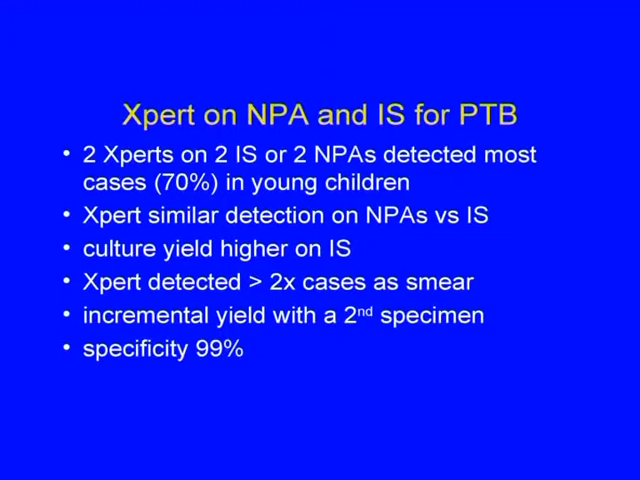 Xpert on NPA and IS for PTB
• 2 Xperts on 2 IS or 2 NPAs detected most
cases (70%) in young children
• Xpert similar detection on NPAs vs IS
• culture yield higher on IS
• Xpert detected > 2x cases as smear
• incremental yield with a 2nd specimen
• specificity 99%